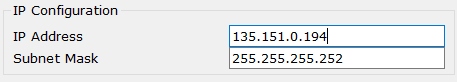 IP Configuration
IP Address 135.151.0.194
Subnet Mask 255.255.255.252